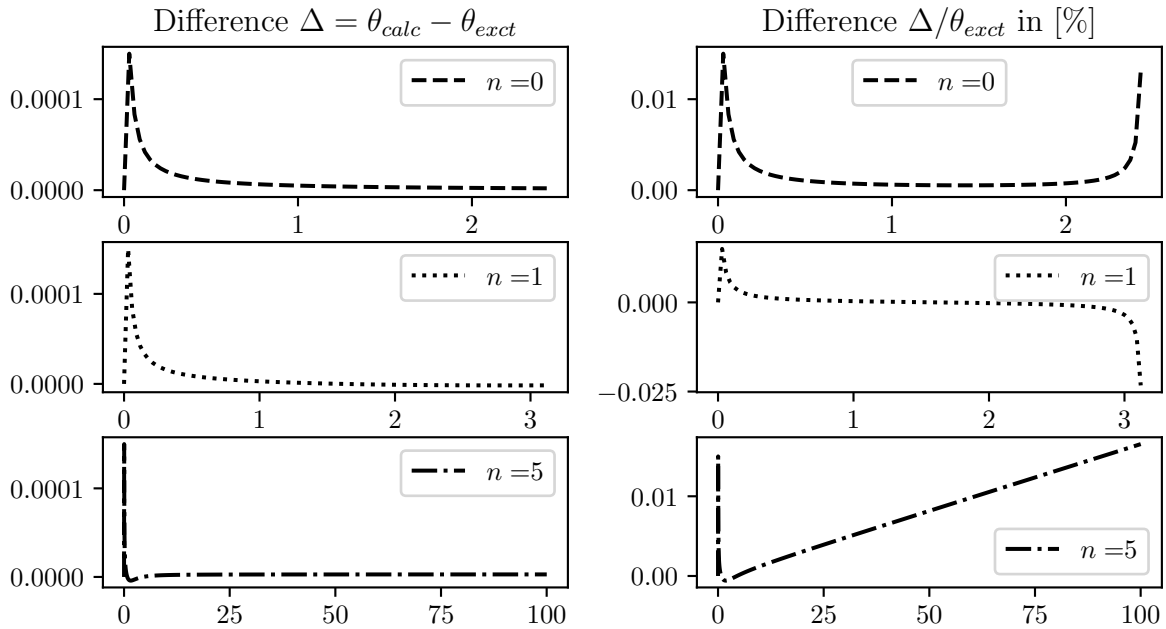 Difference Δ = θ_calc − θ_exct
Difference Δ/θ_exct in [%]
0.0001
0.0000
n =0
0 1 2
0.01
0.00
n =0
0 1 2
0.0001
0.0000
n =1
0 1 2 3
0.000
−0.025
n =1
0 1 2 3
0.0001
0.0000
n =5
0 25 50 75 100
0.01
0.00
n =5
0 25 50 75 100